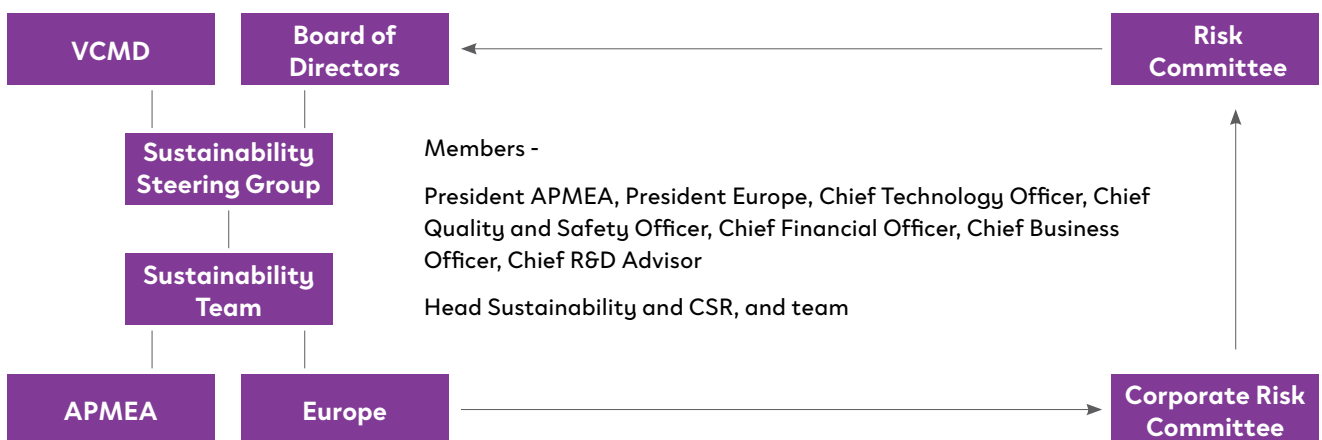 VCMD
Board of
Directors
Risk
Committee
Sustainability
Steering Group
Members -
President APMEA, President Europe, Chief Technology Officer, Chief
Quality and Safety Officer, Chief Financial Officer, Chief Business
Officer, Chief R&D Advisor
Sustainability
Team
Head Sustainability and CSR, and team
APMEA
Europe
Corporate Risk
Committee